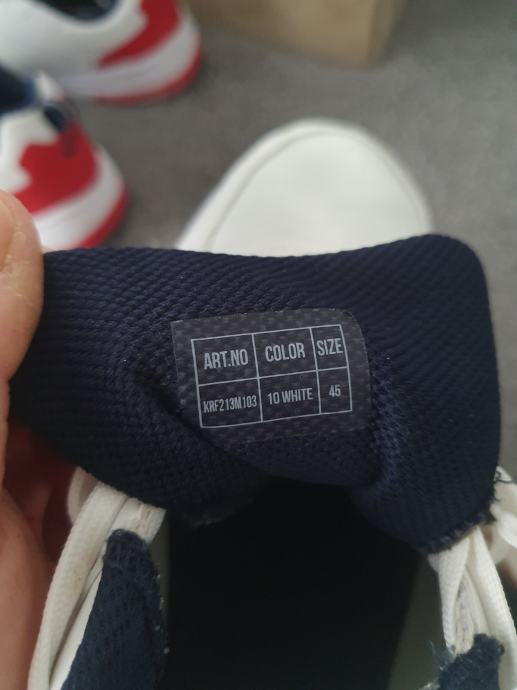 ART.NO COLOR SIZE
KRF213M103 10 WHITE 45